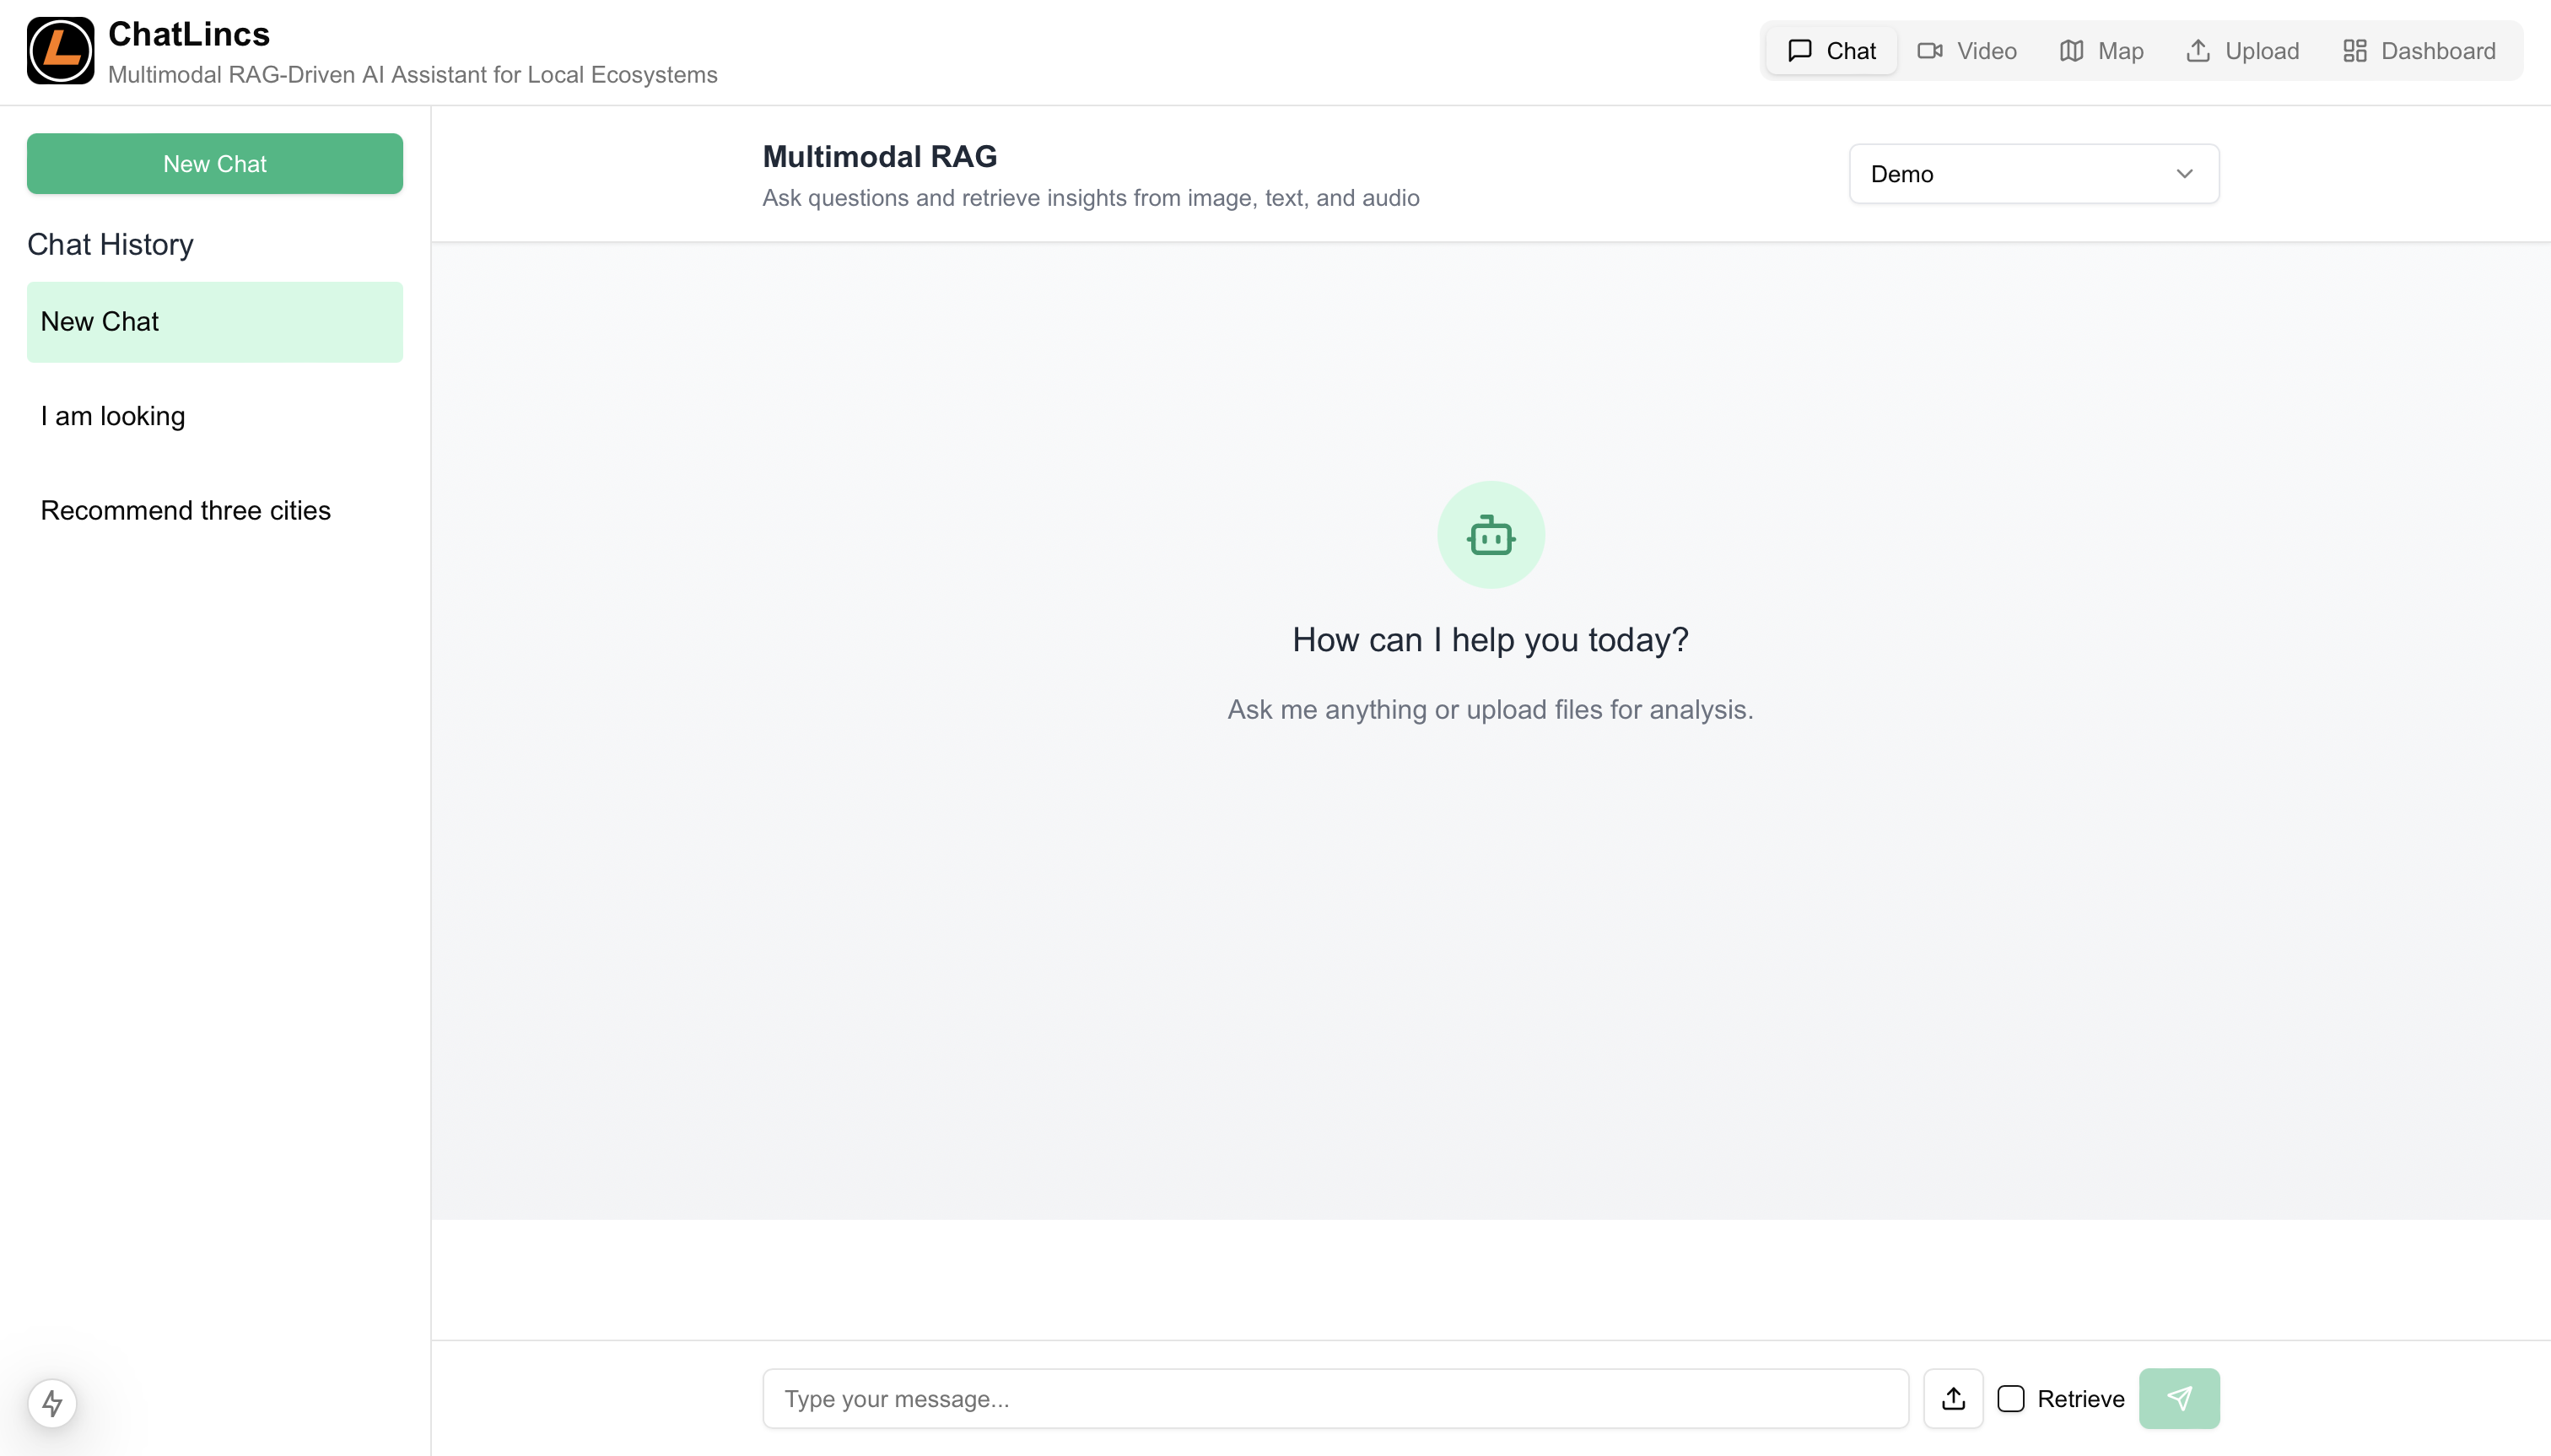 ChatLincs
Multimodal RAG-Driven AI Assistant for Local Ecosystems
Chat
Video
Map
Upload
Dashboard
New Chat
Chat History
New Chat
I am looking
Recommend three cities
Multimodal RAG
Ask questions and retrieve insights from image, text, and audio
Demo
How can I help you today?
Ask me anything or upload files for analysis.
Type your message...
Retrieve